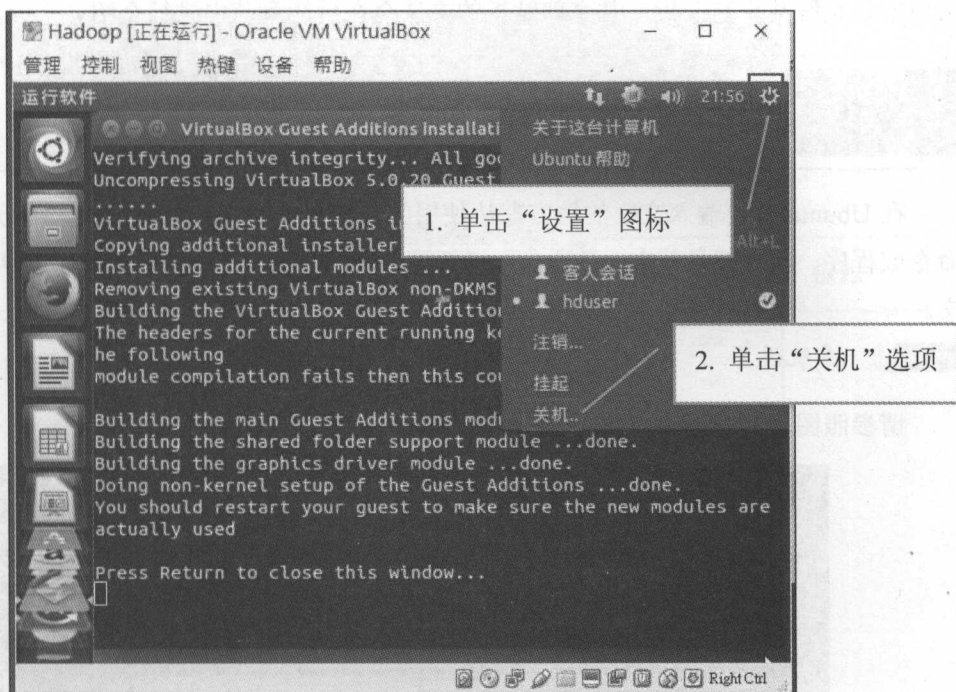 Hadoop [正在运行] - Oracle VM VirtualBox
管理 控制 视图 热键 设备 帮助
运行软件
21:56
VirtualBox Guest Additions installati
关于这台计算机
Ubuntu 帮助
Verifying archive integrity... All goo
Uncompressing VirtualBox 5.0.20 Guest
......
VirtualBox Guest Additions i
Copying additional installer
Installing additional modules ...
Removing existing VirtualBox non-DKMS
Building the VirtualBox Guest Addition
The headers for the current running ke
he following
module compilation fails then this cou
1. 单击“设置”图标
Alt+L
客人会话
hduser
注销...
挂起
关机...
2. 单击“关机”选项
Building the main Guest Additions modu
Building the shared folder support module ...done.
Building the graphics driver module ...done.
Doing non-kernel setup of the Guest Additions ...done.
You should restart your guest to make sure the new modules are
actually used
Press Return to close this window...
Right Ctrl